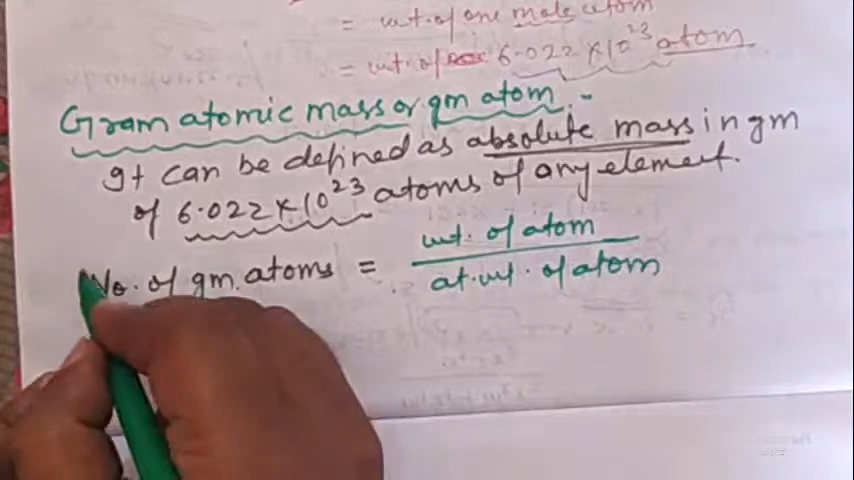 = wt. of one mole atom
= wt. of 6.022×10²³ atom
Gram atomic mass or gm atom :-
It can be defined as absolute mass in gm
of 6.022×10²³ atoms of any element.
No. of gm. atoms = wt. of atom
at. wt. of atom